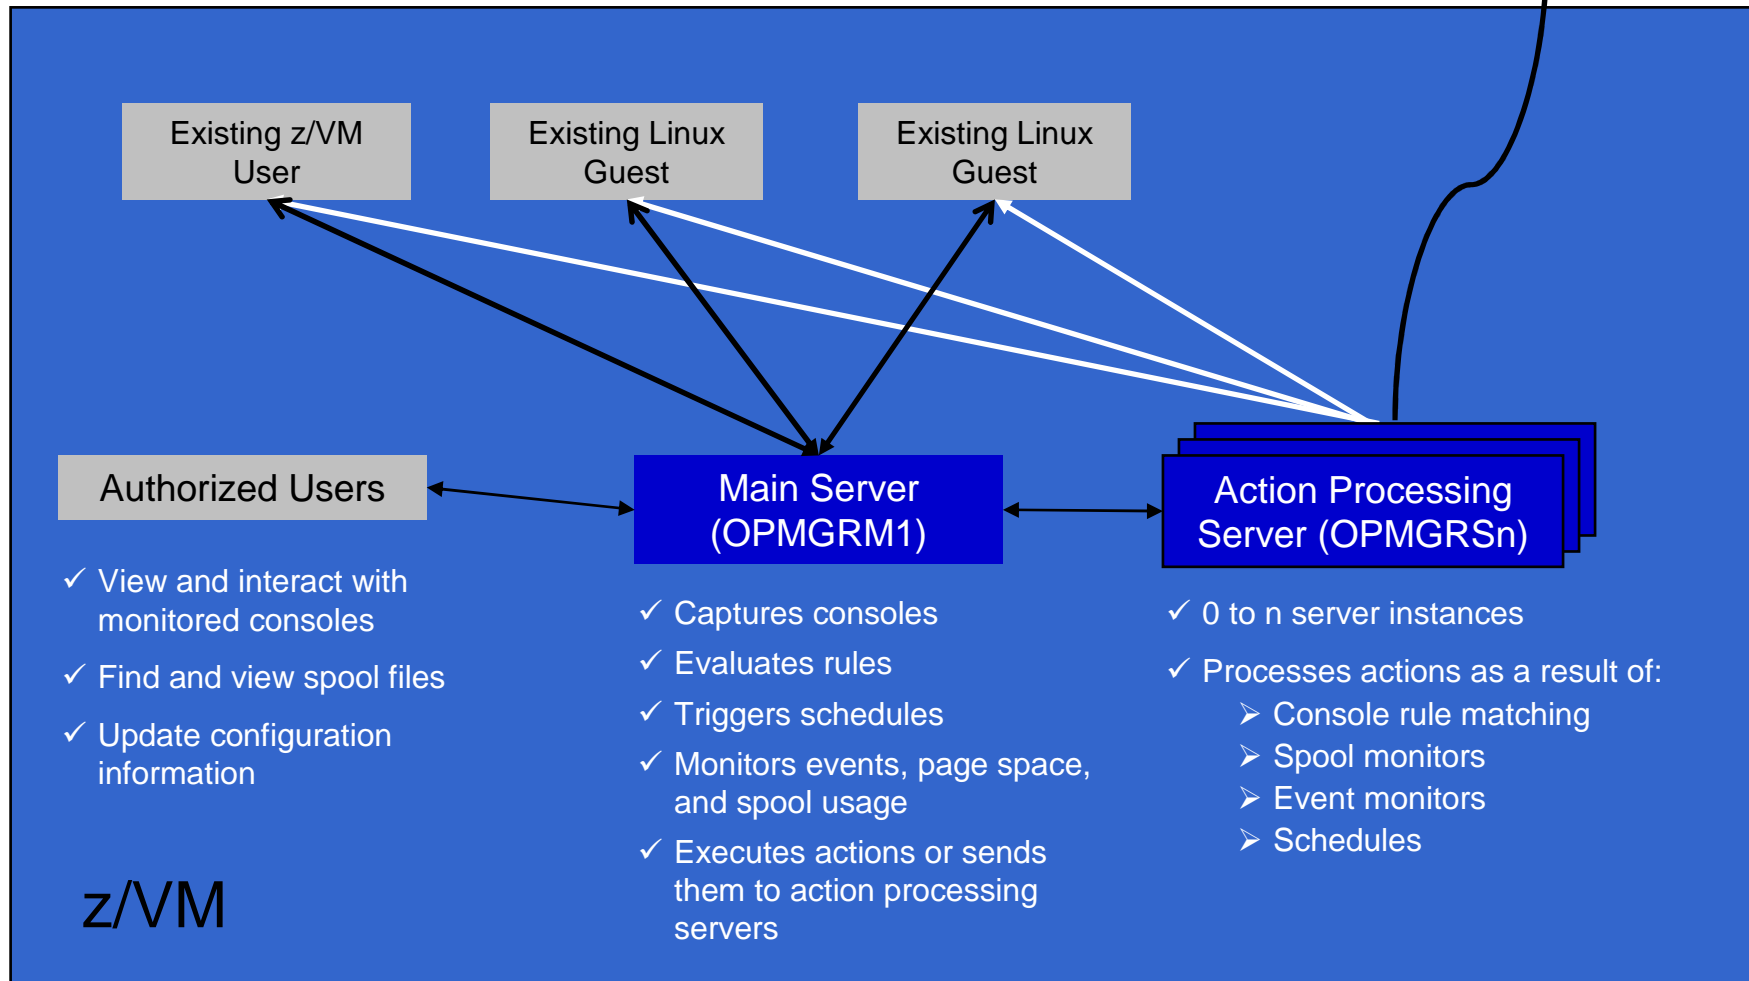 Existing z/VM
User
Existing Linux
Guest
Existing Linux
Guest
Authorized Users
Main Server
(OPMGRM1)
Action Processing
Server (OPMGRSn)
✓ View and interact with
monitored consoles
✓ Find and view spool files
✓ Update configuration
information
✓ Captures consoles
✓ Evaluates rules
✓ Triggers schedules
✓ Monitors events, page space,
and spool usage
✓ Executes actions or sends
them to action processing
servers
✓ 0 to n server instances
✓ Processes actions as a result of:
➢ Console rule matching
➢ Spool monitors
➢ Event monitors
➢ Schedules
z/VM